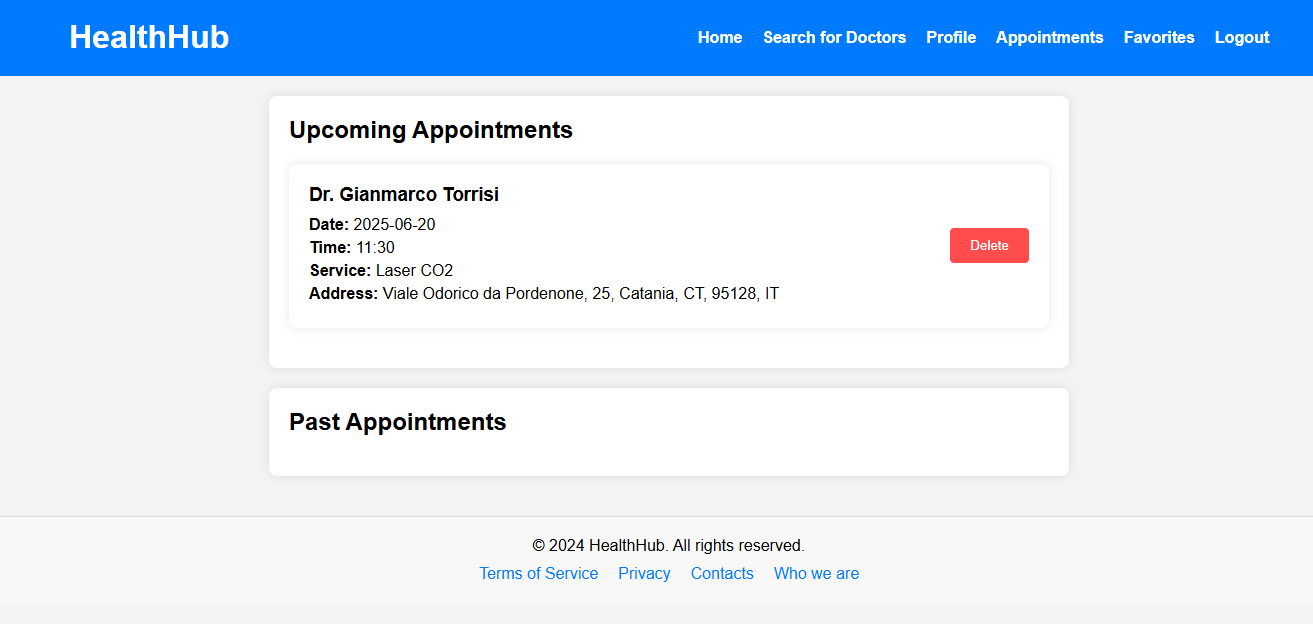 HealthHub
Home Search for Doctors Profile Appointments Favorites Logout
Upcoming Appointments
Dr. Gianmarco Torrisi
Date: 2025-06-20
Time: 11:30
Service: Laser CO2
Address: Viale Odorico da Pordenone, 25, Catania, CT, 95128, IT
Delete
Past Appointments
© 2024 HealthHub. All rights reserved.
Terms of Service Privacy Contacts Who we are